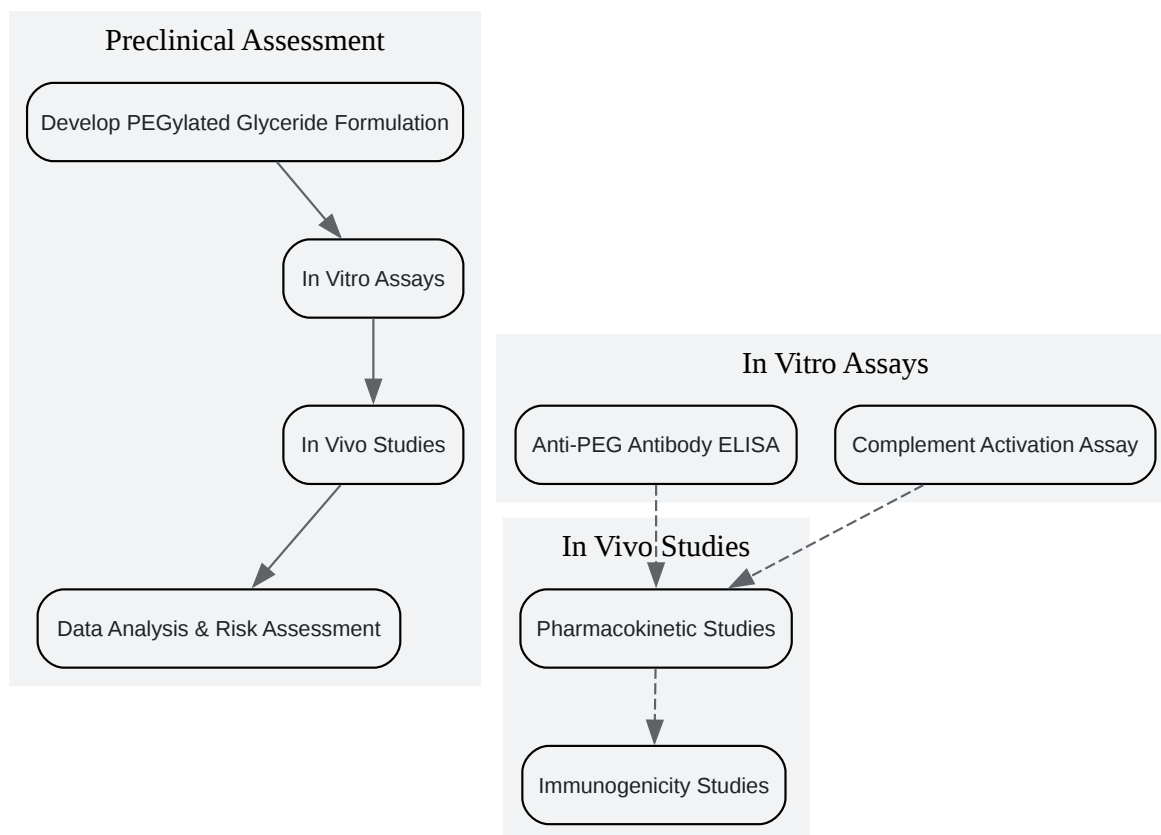 Preclinical Assessment
Develop PEGylated Glyceride Formulation
In Vitro Assays
In Vivo Studies
Data Analysis & Risk Assessment
In Vitro Assays
Anti-PEG Antibody ELISA
Complement Activation Assay
In Vivo Studies
Pharmacokinetic Studies
Immunogenicity Studies